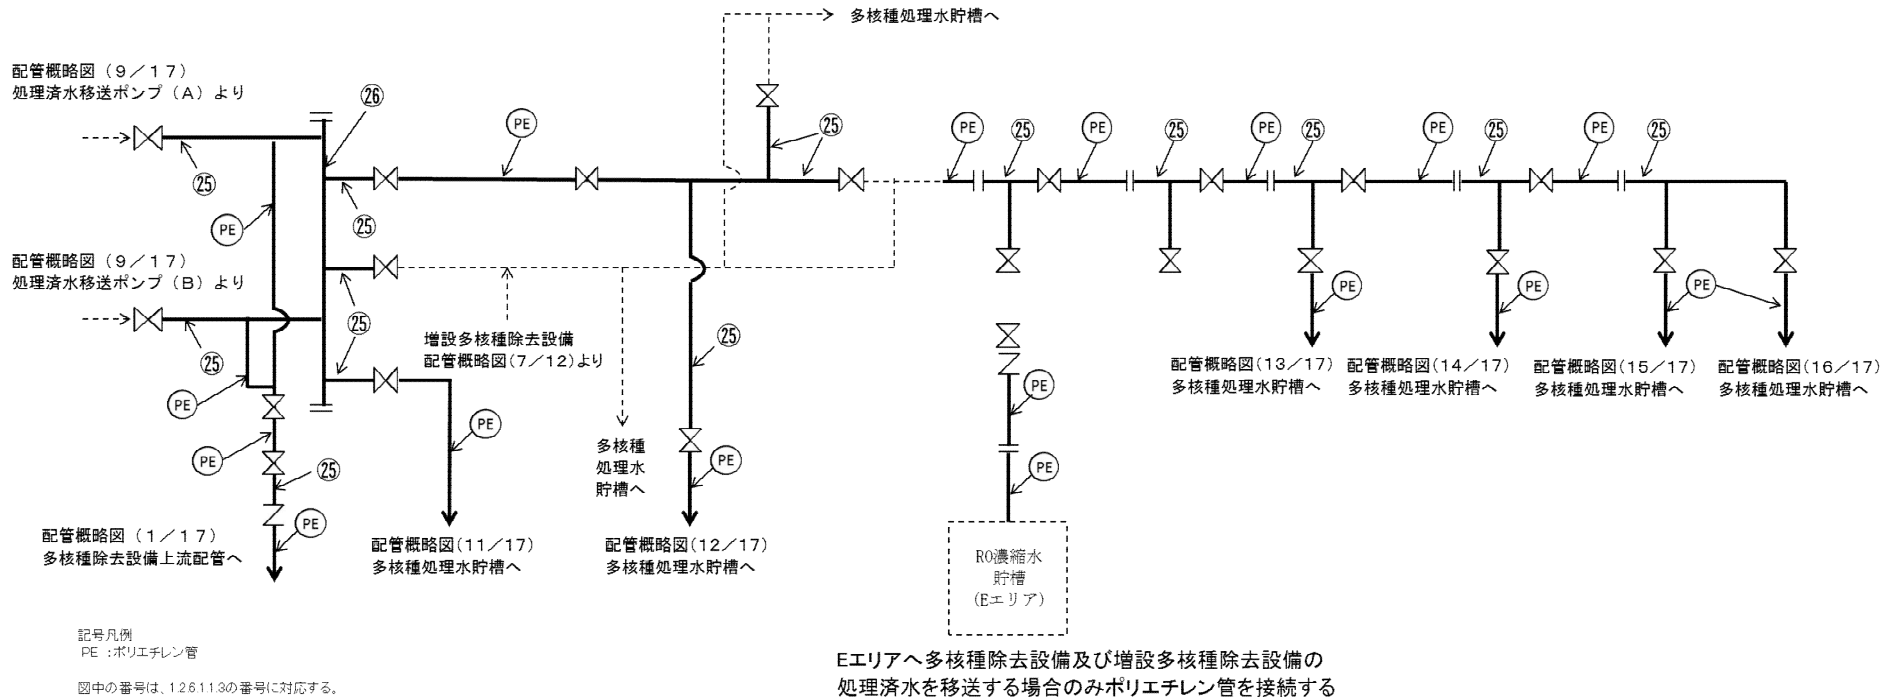 多核種処理水貯槽へ
配管概略図（９／１７）
処理済水移送ポンプ（Ａ）より
㉖
PE
㉕
PE
㉕
PE
㉕
PE
㉕
PE
㉕
PE
㉕
㉕
㉕
PE
配管概略図（９／１７）
処理済水移送ポンプ（Ｂ）より
PE
PE
PE
㉕
㉕
㉕
増設多核種除去設備
配管概略図(７／１２)より
配管概略図(13／17)
多核種処理水貯槽へ
配管概略図(14／17)
多核種処理水貯槽へ
配管概略図(15／17)
多核種処理水貯槽へ
配管概略図(16／17)
多核種処理水貯槽へ
PE
PE
PE
多核種
処理水
貯槽へ
PE
PE
㉕
PE
PE
配管概略図（１／１７）
多核種除去設備上流配管へ
配管概略図(11／17)
多核種処理水貯槽へ
配管概略図(12／17)
多核種処理水貯槽へ
RO濃縮水
貯槽
(Eエリア)
記号凡例
PE ：ポリエチレン管
図中の番号は、1.2.6.1.1.3の番号に対応する。
Eエリアへ多核種除去設備及び増設多核種除去設備の
処理済水を移送する場合のみポリエチレン管を接続する